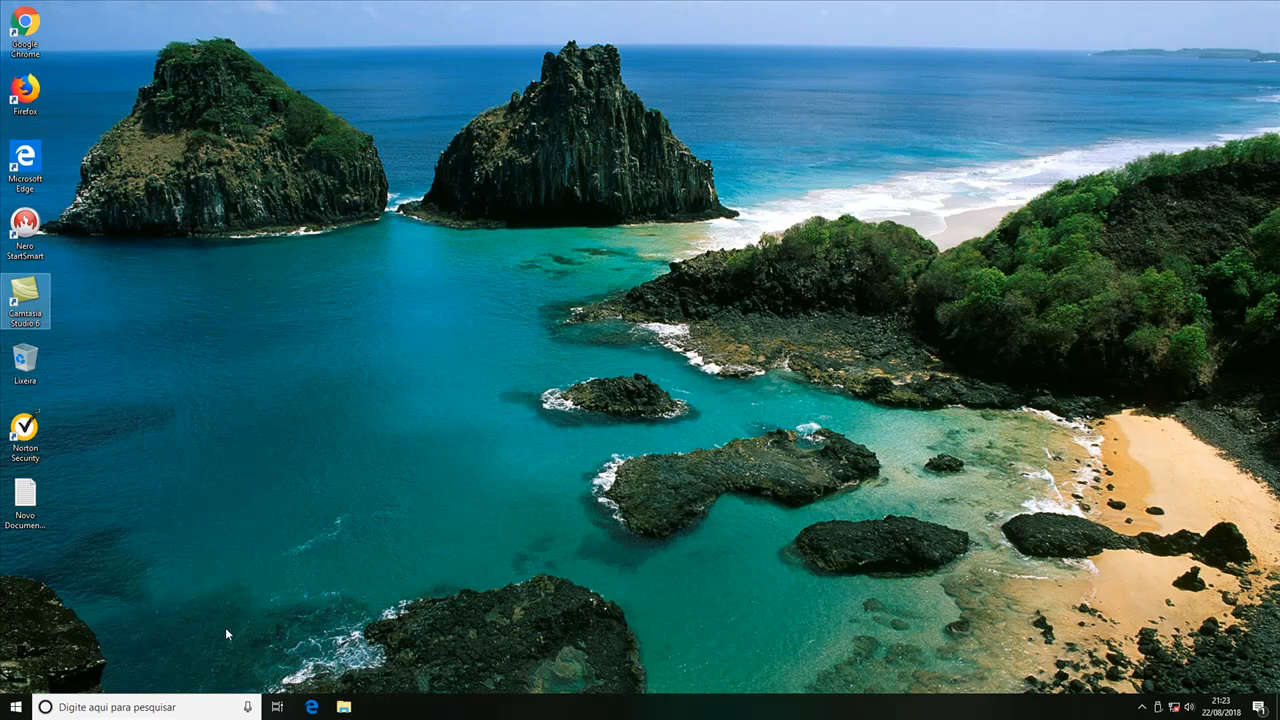 Google
Chrome
Firefox
Microsoft
Edge
Nero
StartSmart
Camtasia
Studio 6
Lixeira
Norton
Security
Novo
Documen...
Digite aqui para pesquisar
21:23
22/08/2018
1